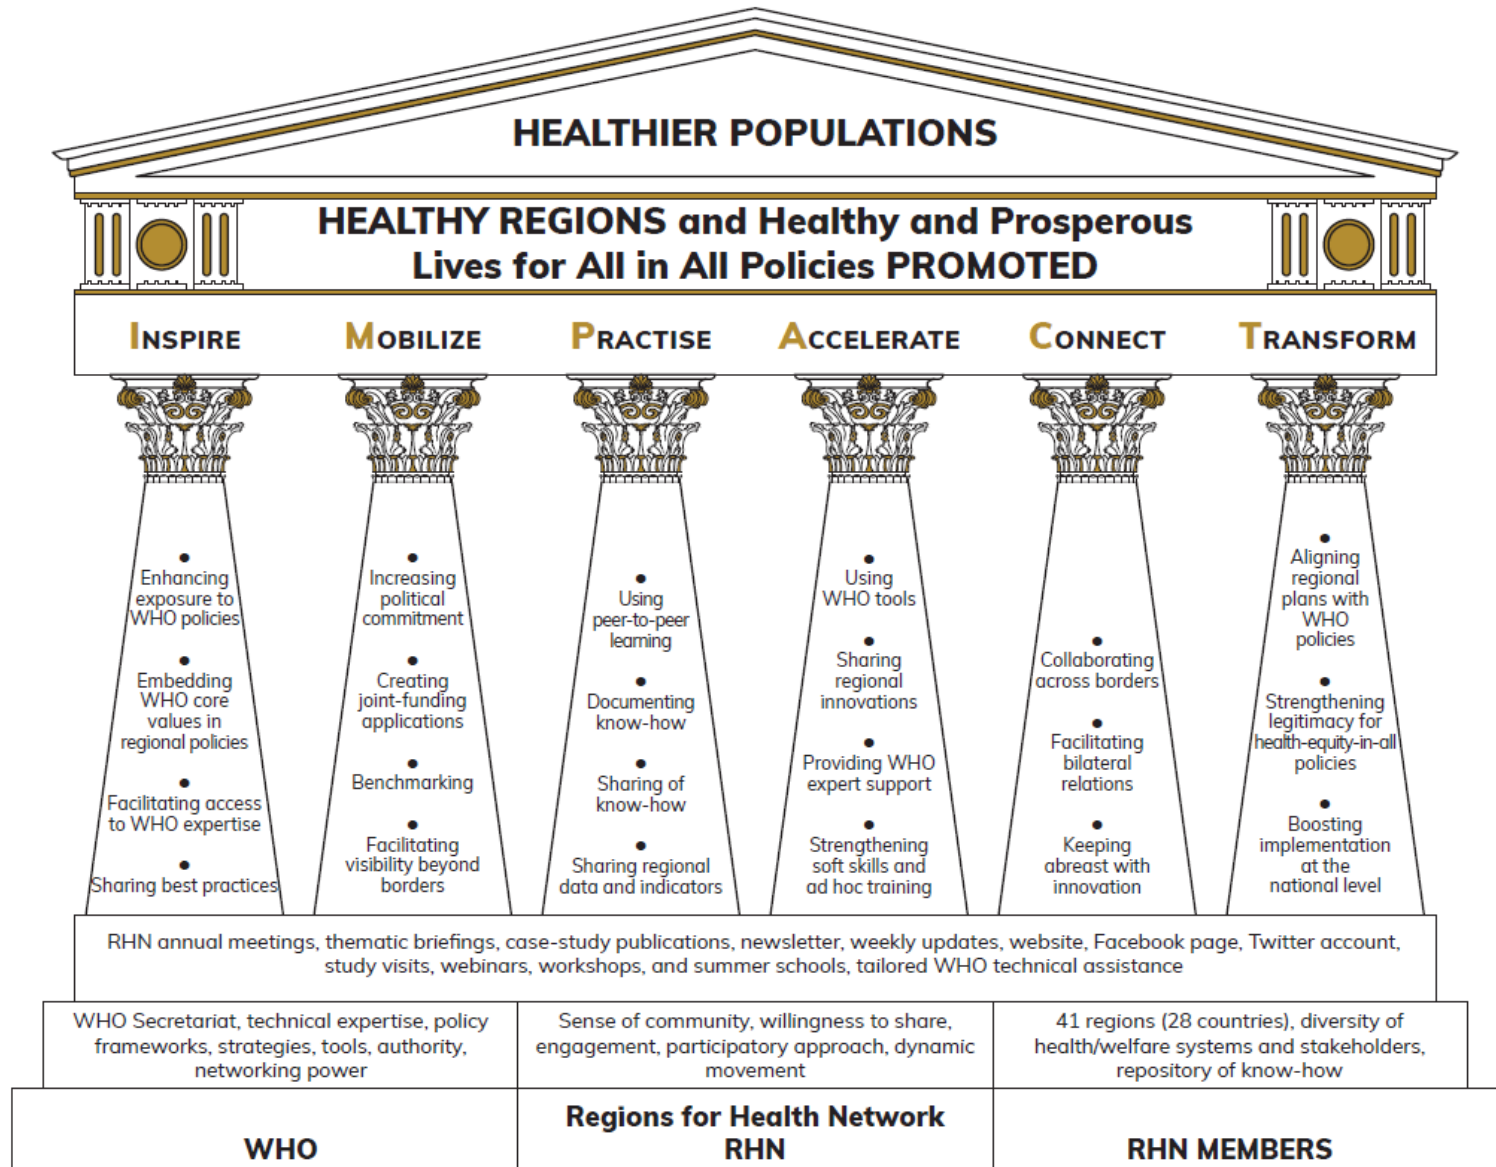 HEALTHIER POPULATIONS
HEALTHY REGIONS and Healthy and Prosperous
Lives for All in All Policies PROMOTED
INSPIRE
MOBILIZE
PRACTISE
ACCELERATE
CONNECT
TRANSFORM
• Enhancing
exposure to
WHO policies
• Embedding
WHO core
values in
regional policies
• Facilitating access
to WHO expertise
• Sharing best practices
• Increasing
political
commitment
• Creating
joint-funding
applications
• Benchmarking
• Facilitating
visibility beyond
borders
• Using
peer-to-peer
learning
• Documenting
know-how
• Sharing of
know-how
• Sharing regional
data and indicators
• Using
WHO tools
• Sharing
regional
innovations
• Providing WHO
expert support
• Strengthening
soft skills and
ad hoc training
• Collaborating
across borders
• Facilitating
bilateral
relations
• Keeping
abreast with
innovation
• Aligning
regional
plans with
WHO
policies
• Strengthening
legitimacy for
health-equity-in-all
policies
• Boosting
implementation
at the
national level
RHN annual meetings, thematic briefings, case-study publications, newsletter, weekly updates, website, Facebook page, Twitter account,
study visits, webinars, workshops, and summer schools, tailored WHO technical assistance
WHO Secretariat, technical expertise, policy
frameworks, strategies, tools, authority,
networking power
Sense of community, willingness to share,
engagement, participatory approach, dynamic
movement
41 regions (28 countries), diversity of
health/welfare systems and stakeholders,
repository of know-how
WHO
Regions for Health Network
RHN
RHN MEMBERS